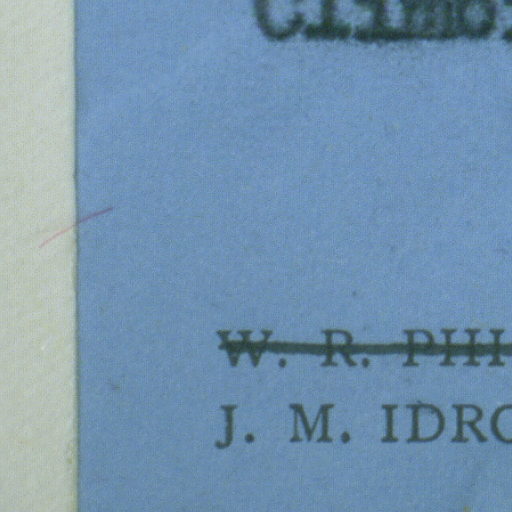 W. R. PHI
J. M. IDRO